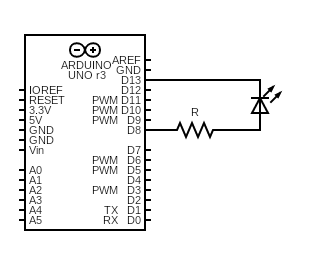 ARDUINO
UNO r3
AREF
GND
D13
IOREF D12
RESET PWM D11
3.3V PWM D10
5V PWM D9
GND D8
R
GND
Vin D7
PWM D6
A0 PWM D5
A1 D4
A2 PWM D3
A3 D2
A4 TX D1
A5 RX D0